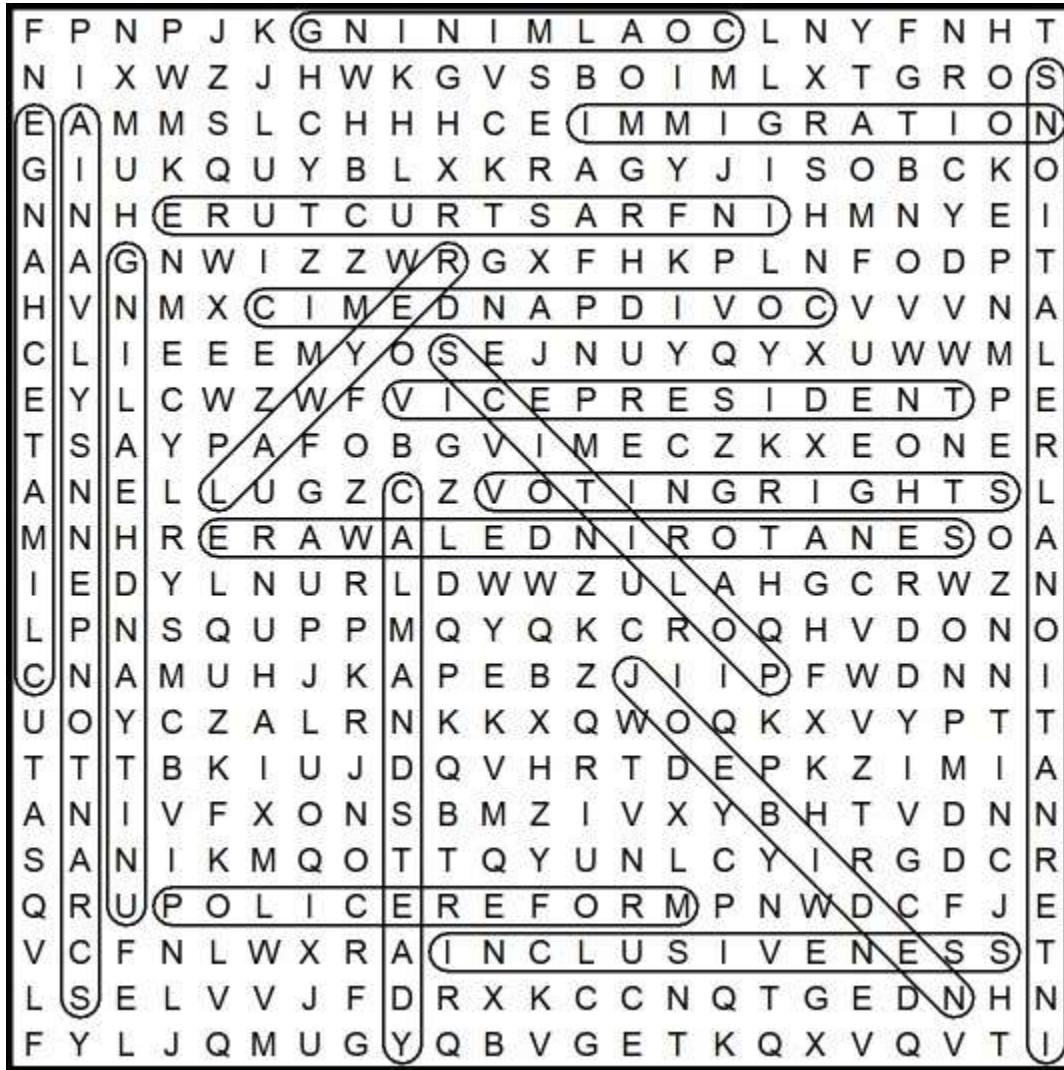 F P N P J K G N I N I M L A O C L N Y F N H T
N I X W Z J H W K G V S B O I M L X T G R O S
E A M M S L C H H H C E I M M I G R A T I O N
G I U K Q U Y B L X K R A G Y J I S O B C K O
N N H E R U T C U R T S A R F N I H M N Y E I
A A G N W I Z Z W R G X F H K P L N F O D P T
H V N M X C I M E D N A P D I V O C V V V N A
C L I E E E M Y O S E J N U Y Q Y X U W W M L
E Y L C W Z W F V I C E P R E S I D E N T P E
T S A Y P A F O B G V I M E C Z K X E O N E R
A N E L L U G Z C Z V O T I N G R I G H T S L
M N H R E R A W A L E D N I R O T A N E S O A
I E D Y L N U R L D W W Z U L A H G C R W Z N
L P N S Q U P P M Q Y Q K C R O Q H V D O N O
C N A M U H J K A P E B Z J I I P F W D N N I
U O Y C Z A L R N K K X Q W O Q K X V Y P T T
T T T B K I U J D Q V H R T D E P K Z I M I A
A N I V F X O N S B M Z I V X Y B H T V D N N
S A N I K M Q O T T Q Y U N L C Y I R G D C R
Q R U P O L I C E R E F O R M P N W D C F J E
V C F N L W X R A I N C L U S I V E N E S S T
L S E L V V J F D R X K C C N Q T G E D N H N
F Y L J Q M U G Y Q B V G E T K Q X V Q V T I